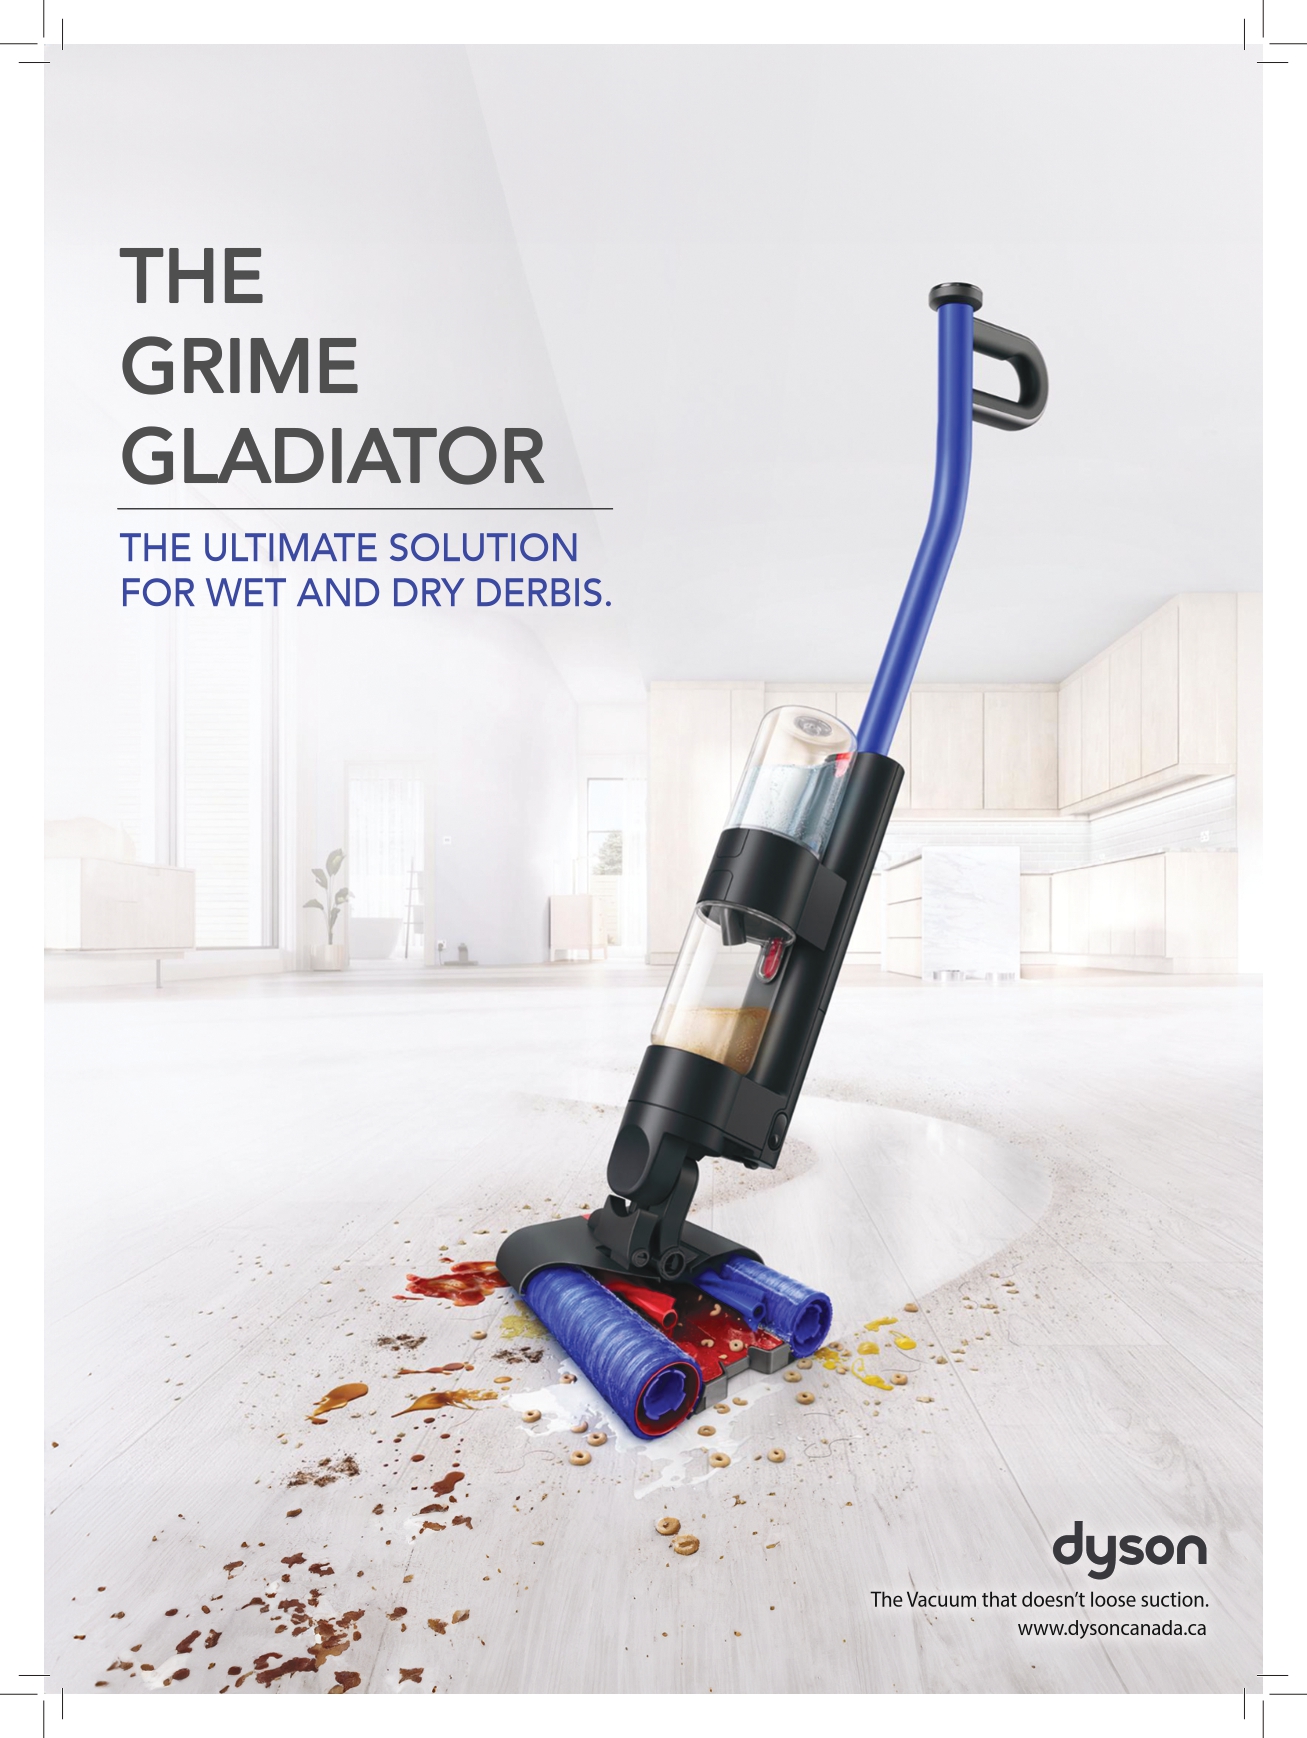 THE
GRIME
GLADIATOR
THE ULTIMATE SOLUTION
FOR WET AND DRY DERBIS.
dyson
The Vacuum that doesn't loose suction.
www.dysoncanada.ca